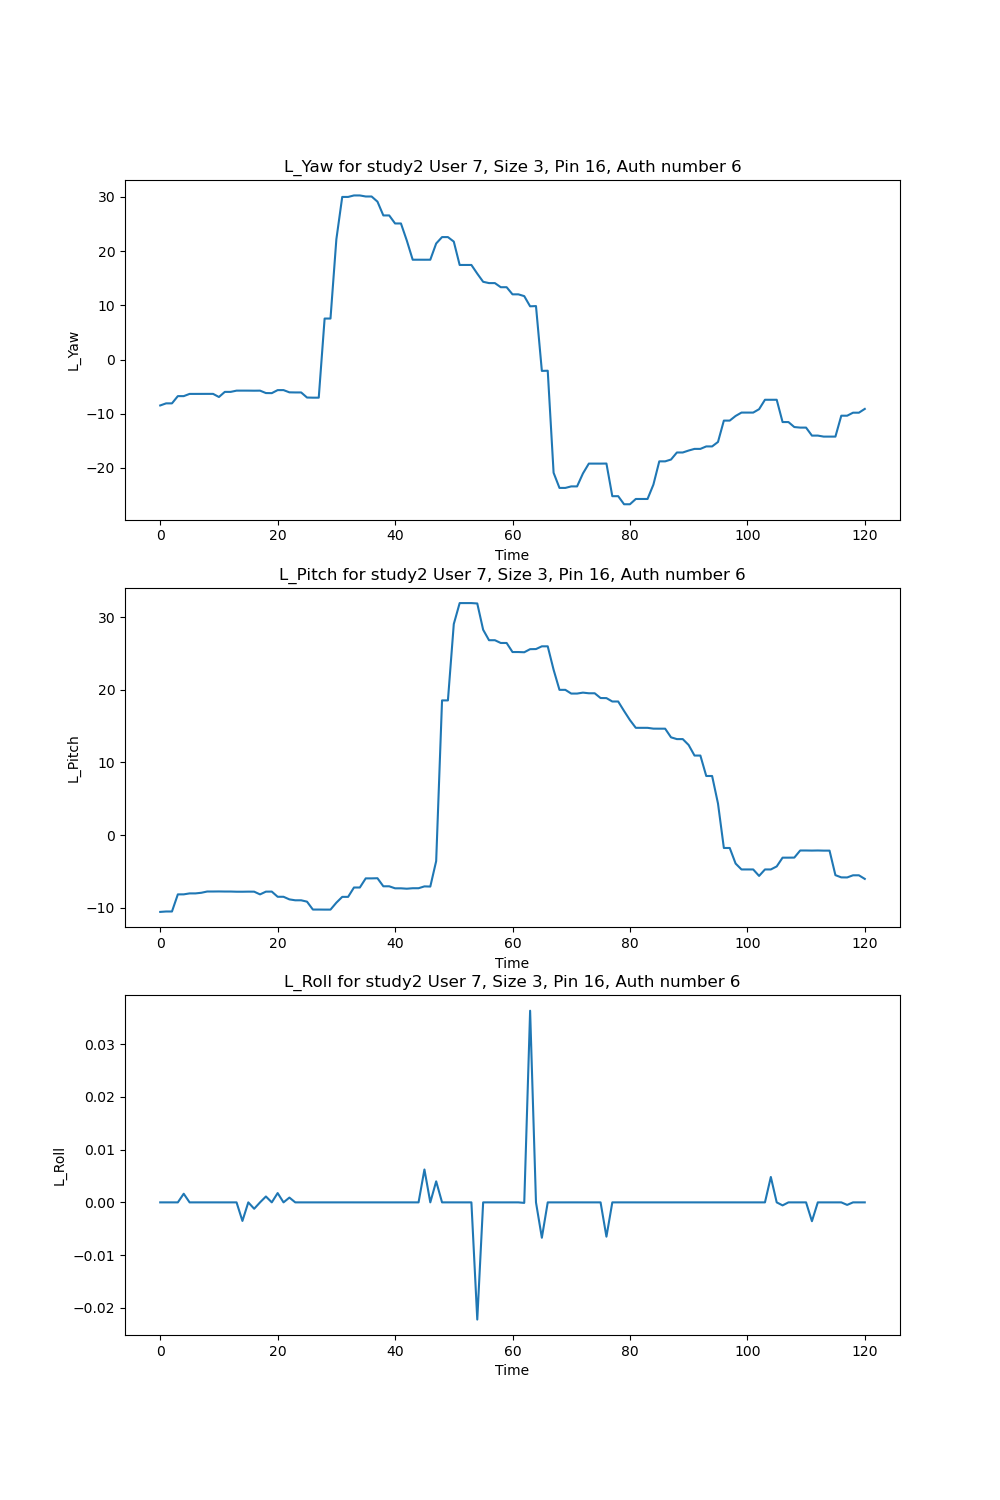 L_Yaw for study2 User 7, Size 3, Pin 16, Auth number 6
30
20
10
0
−10
−20
L_Yaw
0 20 40 60 80 100 120
Time
L_Pitch for study2 User 7, Size 3, Pin 16, Auth number 6
30
20
10
0
−10
L_Pitch
0 20 40 60 80 100 120
Time
L_Roll for study2 User 7, Size 3, Pin 16, Auth number 6
0.03
0.02
0.01
0.00
−0.01
−0.02
L_Roll
0 20 40 60 80 100 120
Time